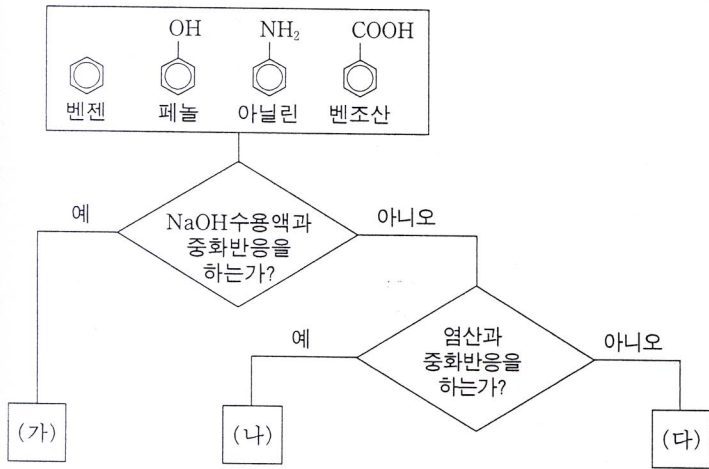 OH NH₂ COOH
벤젠 페놀 아닐린 벤조산
예
NaOH수용액과
중화반응을
하는가?
아니오
예
염산과
중화반응을
하는가?
아니오
(가)
(나)
(다)